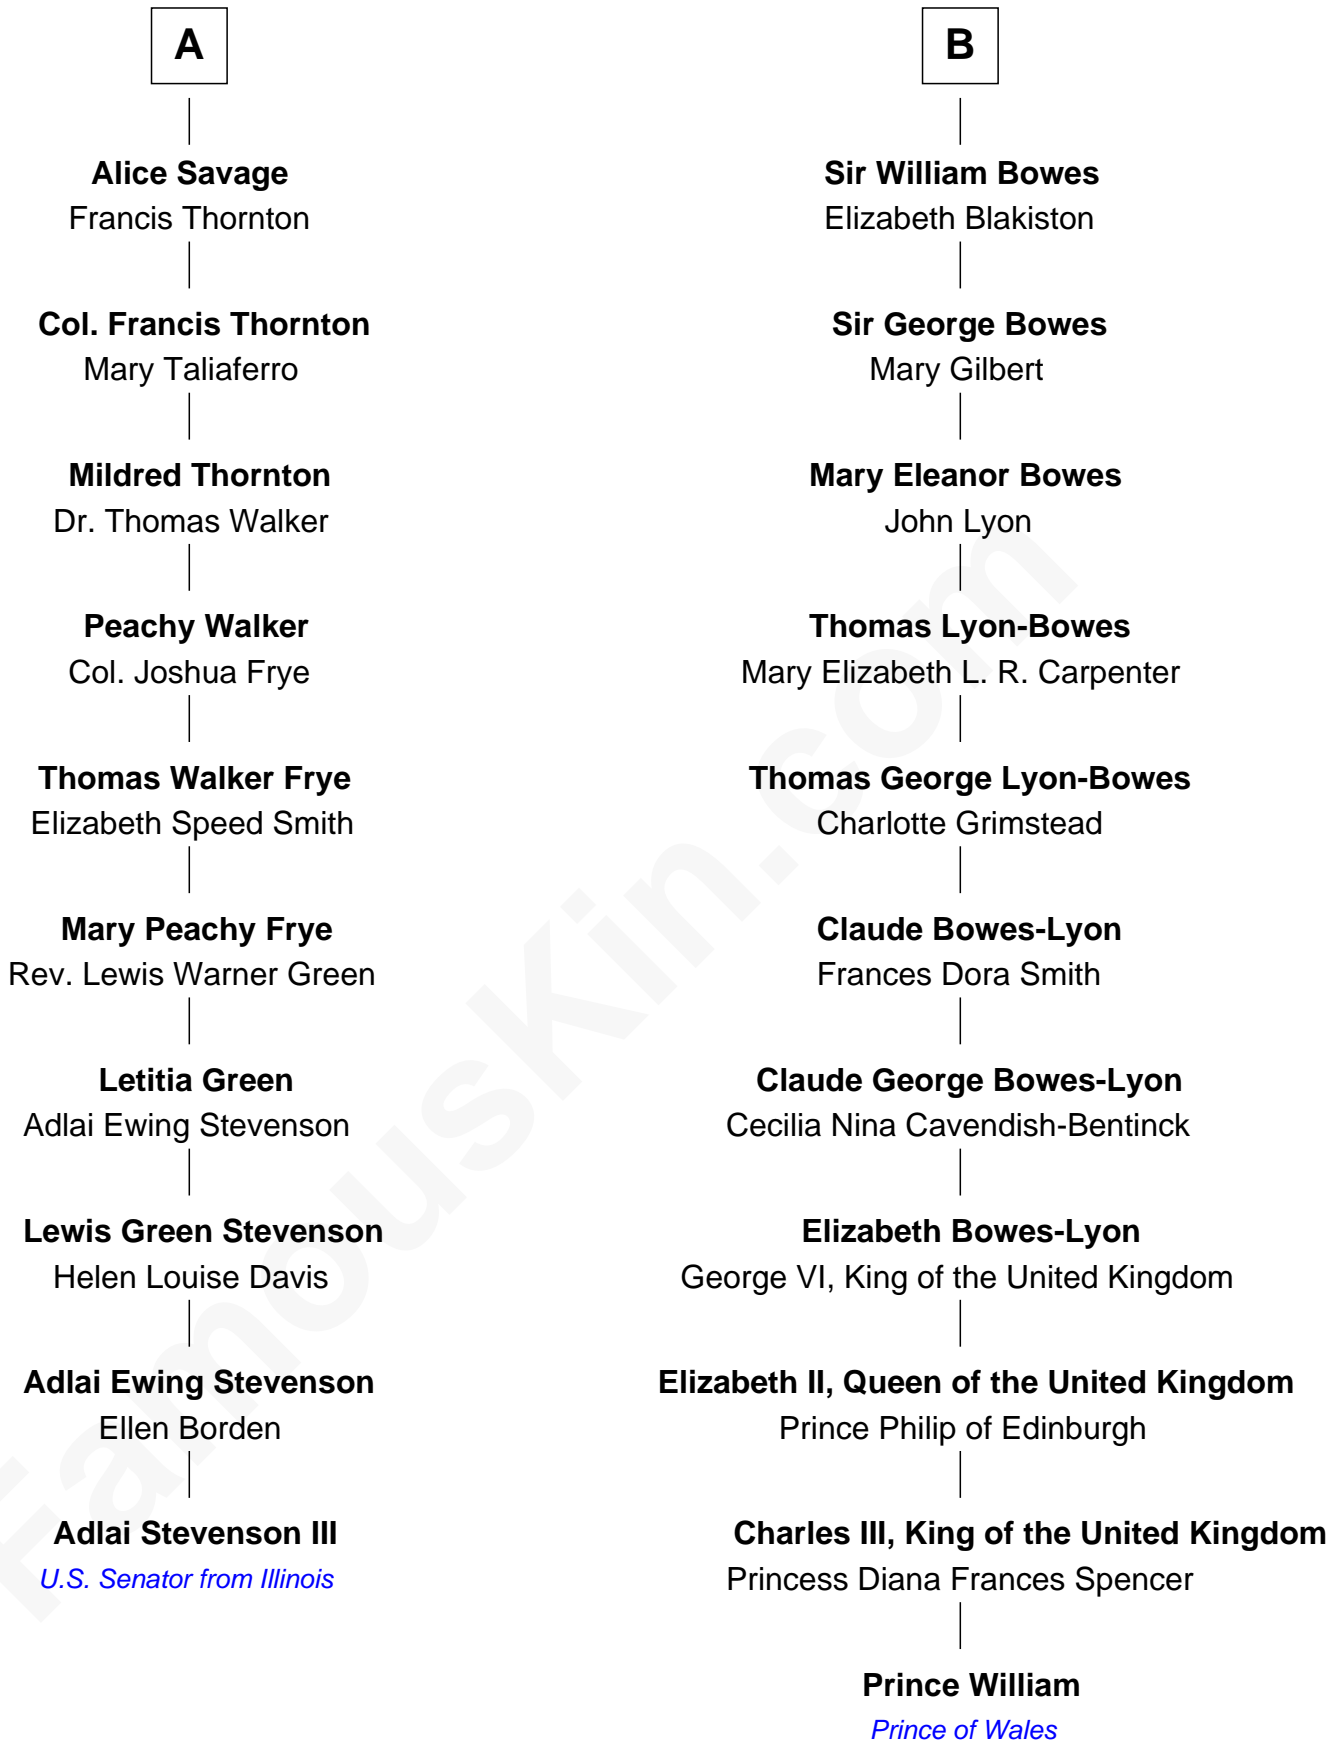 A
Alice Savage
Francis Thornton
Col. Francis Thornton
Mary Taliaferro
Mildred Thornton
Dr. Thomas Walker
Peachy Walker
Col. Joshua Frye
Thomas Walker Frye
Elizabeth Speed Smith
Mary Peachy Frye
Rev. Lewis Warner Green
Letitia Green
Adlai Ewing Stevenson
Lewis Green Stevenson
Helen Louise Davis
Adlai Ewing Stevenson
Ellen Borden
Adlai Stevenson III
U.S. Senator from Illinois
B
Sir William Bowes
Elizabeth Blakiston
Sir George Bowes
Mary Gilbert
Mary Eleanor Bowes
John Lyon
Thomas Lyon-Bowes
Mary Elizabeth L. R. Carpenter
Thomas George Lyon-Bowes
Charlotte Grimstead
Claude Bowes-Lyon
Frances Dora Smith
Claude George Bowes-Lyon
Cecilia Nina Cavendish-Bentinck
Elizabeth Bowes-Lyon
George VI, King of the United Kingdom
Elizabeth II, Queen of the United Kingdom
Prince Philip of Edinburgh
Charles III, King of the United Kingdom
Princess Diana Frances Spencer
Prince William
Prince of Wales
FamousKin.com